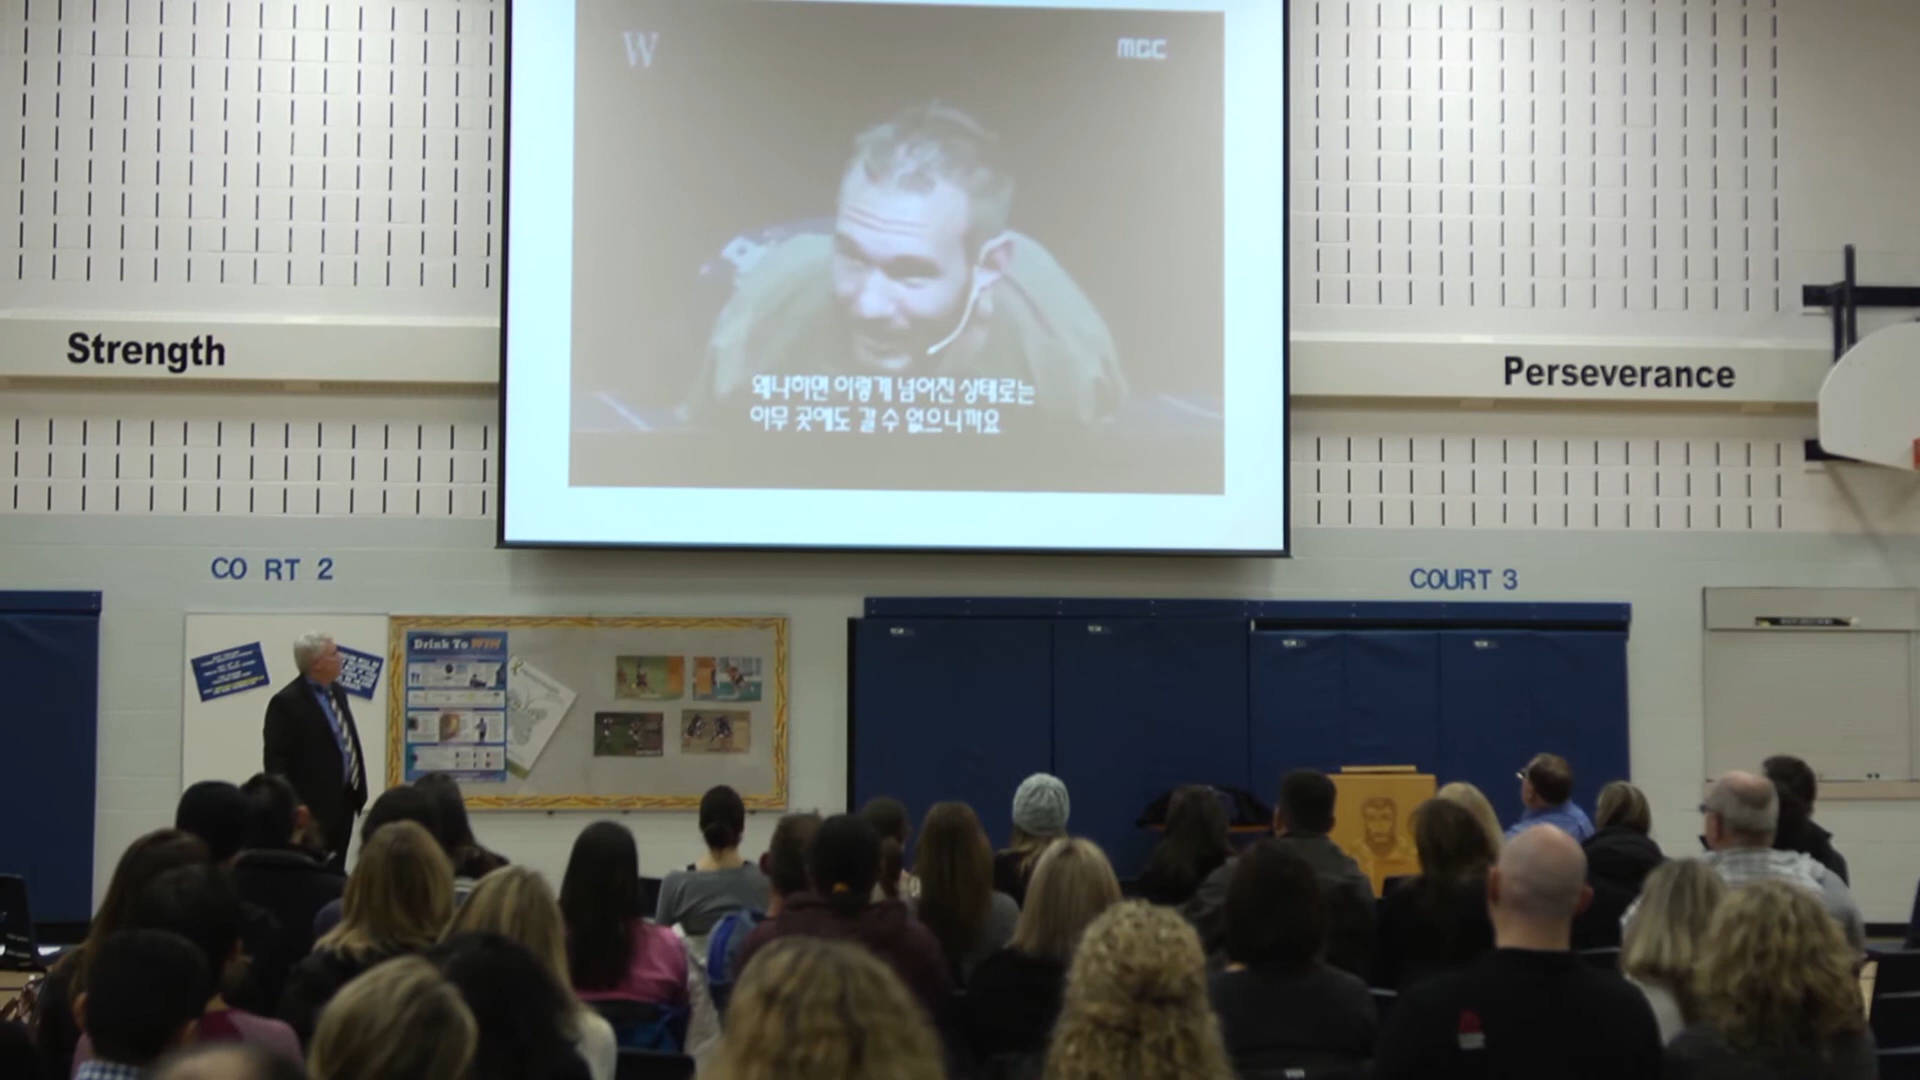 W
MBC
왜냐하면 이렇게 넘어진 상태로는
아무 곳에도 갈 수 없으니까요
Strength
Perseverance
CO RT 2
COURT 3
Drink To WIN